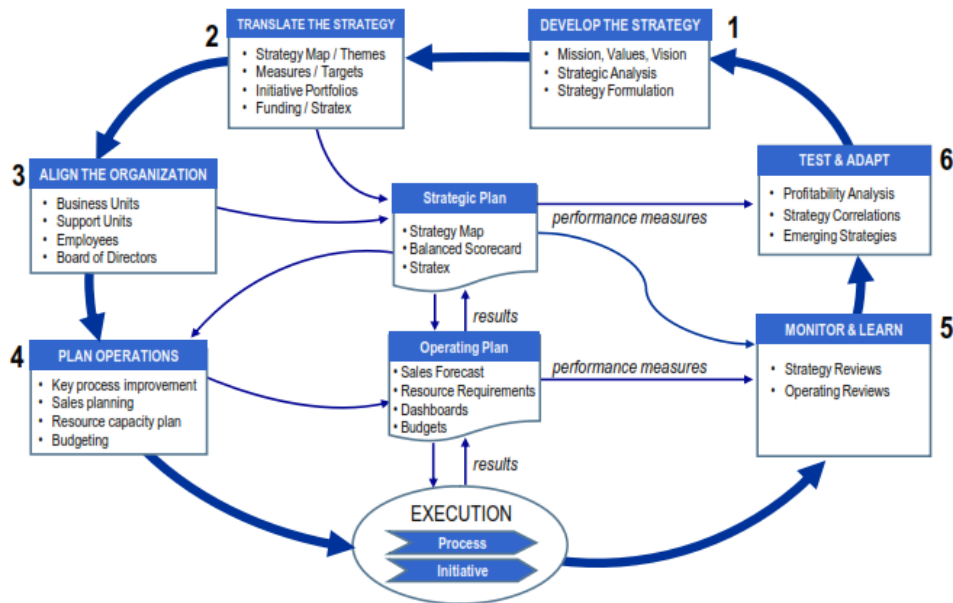 1
DEVELOP THE STRATEGY
• Mission, Values, Vision
• Strategic Analysis
• Strategy Formulation
2
TRANSLATE THE STRATEGY
• Strategy Map / Themes
• Measures / Targets
• Initiative Portfolios
• Funding / Stratex
3
ALIGN THE ORGANIZATION
• Business Units
• Support Units
• Employees
• Board of Directors
4
PLAN OPERATIONS
• Key process improvement
• Sales planning
• Resource capacity plan
• Budgeting
Strategic Plan
• Strategy Map
• Balanced Scorecard
• Stratex
performance measures
results
Operating Plan
• Sales Forecast
• Resource Requirements
• Dashboards
• Budgets
performance measures
results
EXECUTION
Process
Initiative
5
MONITOR & LEARN
• Strategy Reviews
• Operating Reviews
6
TEST & ADAPT
• Profitability Analysis
• Strategy Correlations
• Emerging Strategies